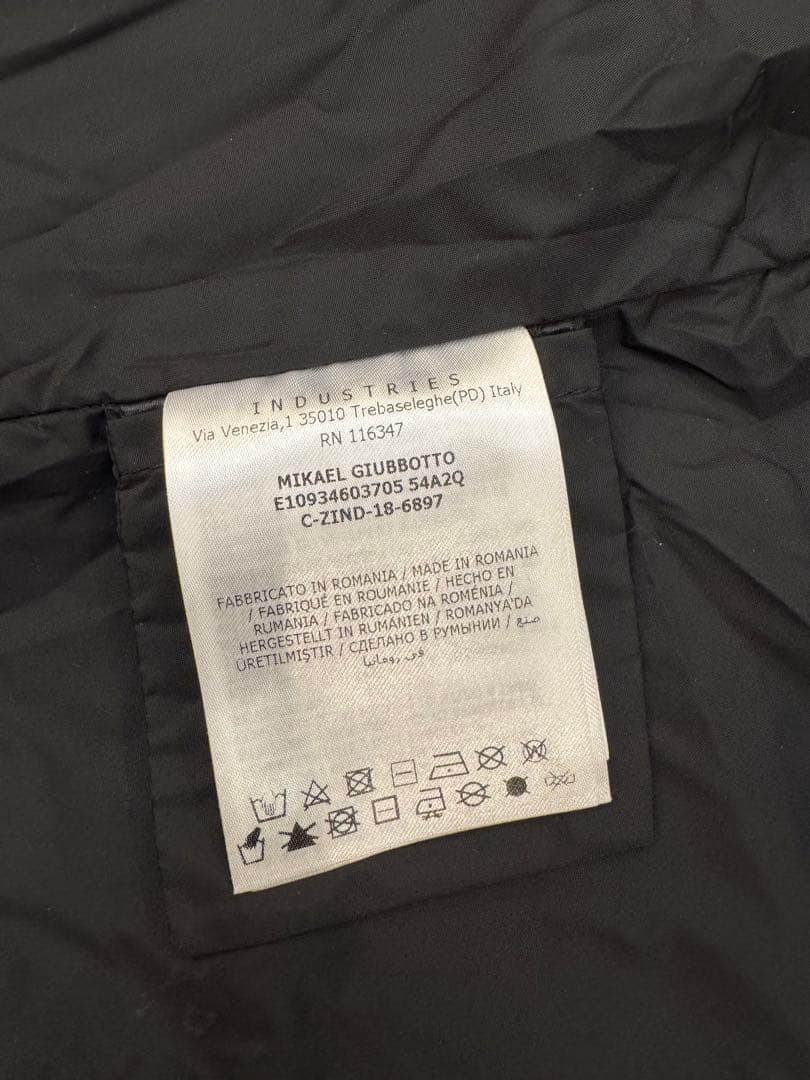 INDUSTRIES
Via Venezia,1 35010 Trebaseleghe(PD) Italy
RN 116347
MIKAEL GIUBBOTTO
E10934603705 54A2Q
C-ZIND-18-6897
FABBRICATO IN ROMANIA / MADE IN ROMANIA
/ FABRIQUÉ EN ROUMANIE / HECHO EN
RUMANIA / FABRICADO NA ROMÉNIA /
HERGESTELLT IN RUMÄNIEN / ROMANYA'DA
ÜRETILMIŞTIR / СДЕЛАНО В РУМЫНИИ / صنع
في رومانيا